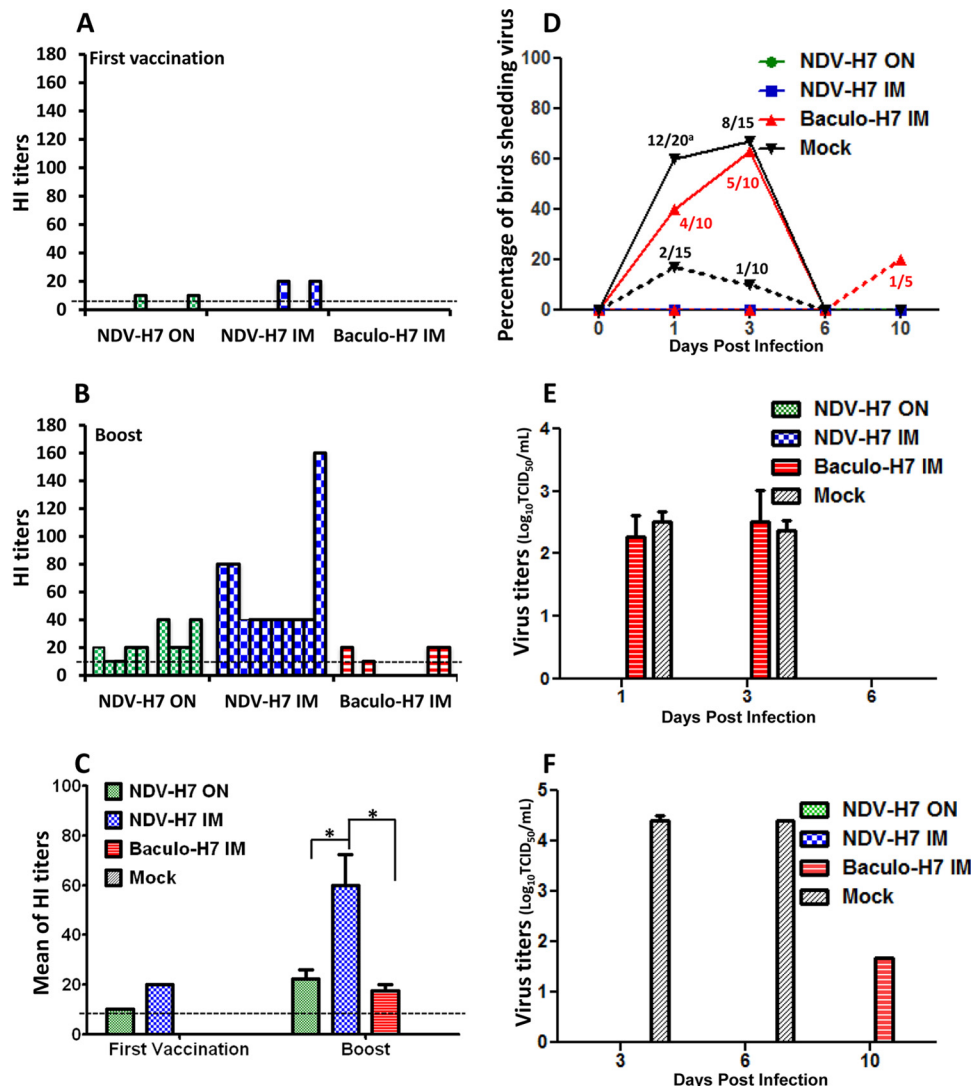 A
First vaccination
HI titers
180
160
140
120
100
80
60
40
20
0
NDV-H7 ON NDV-H7 IM Baculo-H7 IM
B
Boost
HI titers
180
160
140
120
100
80
60
40
20
0
NDV-H7 ON NDV-H7 IM Baculo-H7 IM
C
NDV-H7 ON
NDV-H7 IM
Baculo-H7 IM
Mock
* *
Mean of HI titers
100
80
60
40
20
0
First Vaccination Boost
D
NDV-H7 ON
NDV-H7 IM
Baculo-H7 IM
Mock
Percentage of birds shedding virus
100
80
60
40
20
0
12/20ª 8/15
5/10
4/10
2/15
1/10
1/5
0 1 3 6 10
Days Post Infection
E
NDV-H7 ON
NDV-H7 IM
Baculo-H7 IM
Mock
Virus titers (Log₁₀TCID₅₀/mL)
4
3
2
1
0
1 3 6
Days Post Infection
F
NDV-H7 ON
NDV-H7 IM
Baculo-H7 IM
Mock
Virus titers (Log₁₀TCID₅₀/mL)
5
4
3
2
1
0
3 6 10
Days Post Infection